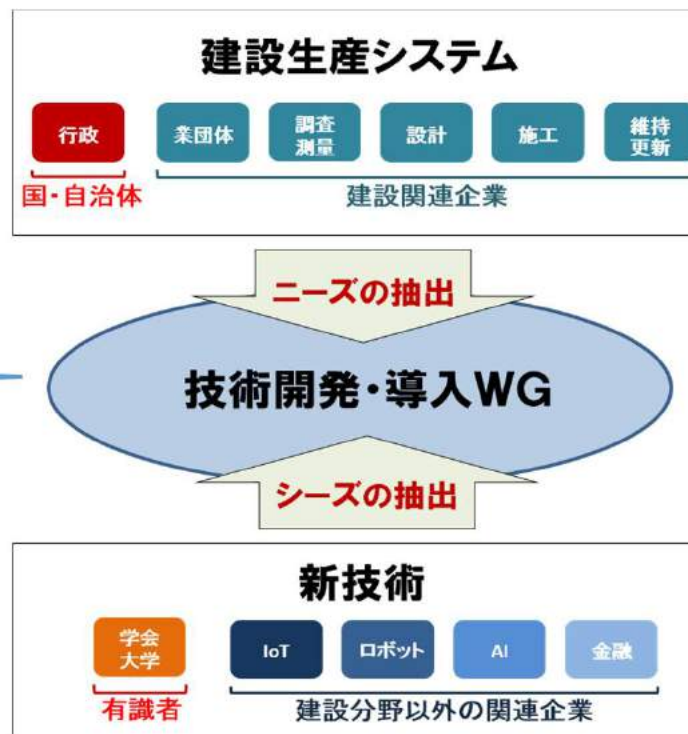 建設生産システム
行政
業団体
調査
測量
設計
施工
維持
更新
国・自治体
建設関連企業
ニーズの抽出
技術開発・導入WG
シーズの抽出
新技術
学会
大学
IoT
ロボット
AI
金融
有識者
建設分野以外の関連企業